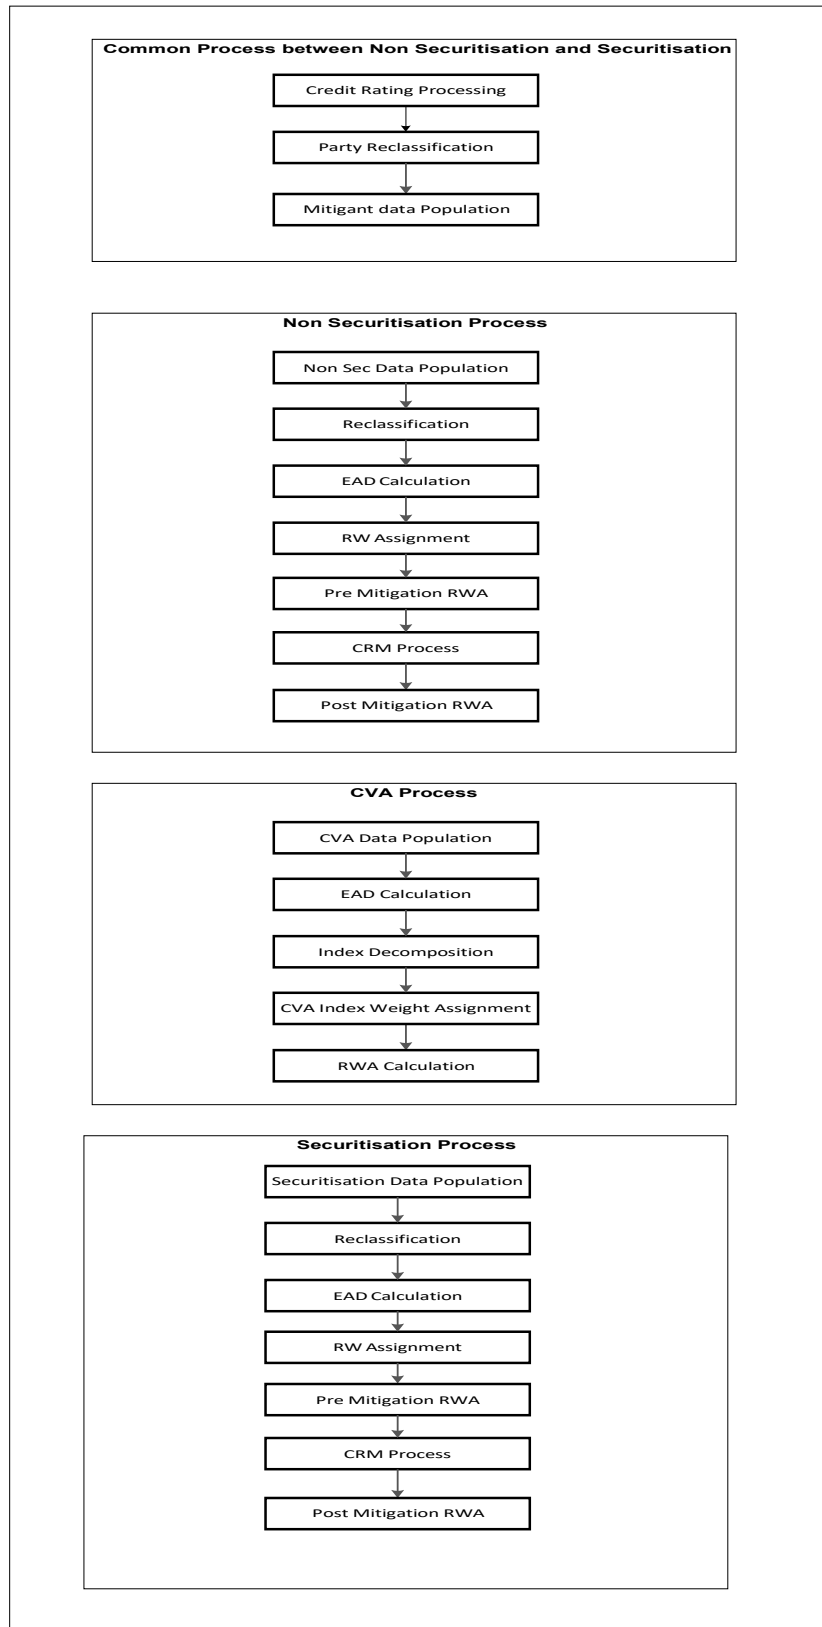 Common Process between Non Securitisation and Securitisation
Credit Rating Processing
Party Reclassification
Mitigant data Population
Non Securitisation Process
Non Sec Data Population
Reclassification
EAD Calculation
RW Assignment
Pre Mitigation RWA
CRM Process
Post Mitigation RWA
CVA Process
CVA Data Population
EAD Calculation
Index Decomposition
CVA Index Weight Assignment
RWA Calculation
Securitisation Process
Securitisation Data Population
Reclassification
EAD Calculation
RW Assignment
Pre Mitigation RWA
CRM Process
Post Mitigation RWA